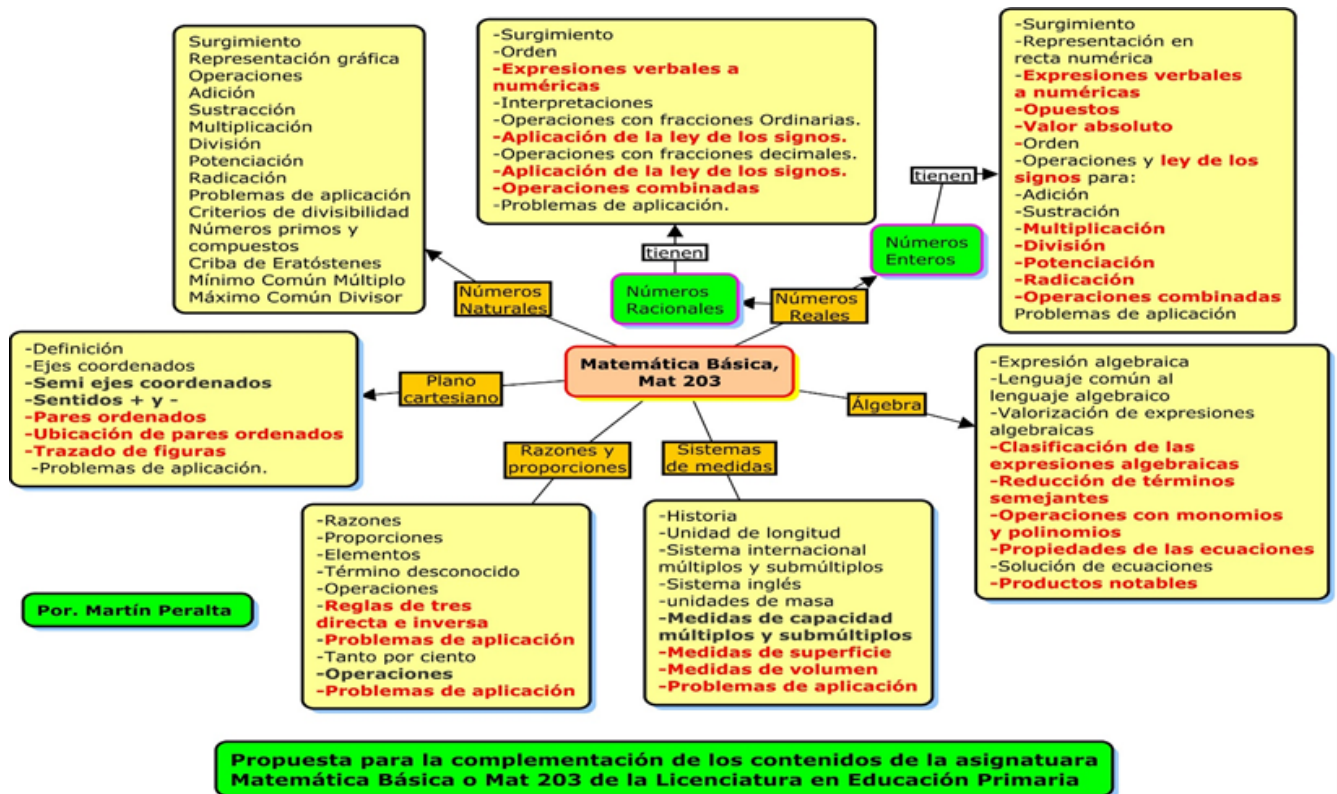 Surgimiento
Representación gráfica
Operaciones
Adición
Sustracción
Multiplicación
División
Potenciación
Radicación
Problemas de aplicación
Criterios de divisibilidad
Números primos y
compuestos
Criba de Eratóstenes
Mínimo Común Múltiplo
Máximo Común Divisor
-Surgimiento
-Orden
-Expresiones verbales a
numéricas
-Interpretaciones
-Operaciones con fracciones Ordinarias.
-Aplicación de la ley de los signos.
-Operaciones con fracciones decimales.
-Aplicación de la ley de los signos.
-Operaciones combinadas
-Problemas de aplicación.
-Surgimiento
-Representación en
recta numérica
-Expresiones verbales
a numéricas
-Opuestos
-Valor absoluto
-Orden
-Operaciones y ley de los
signos para:
-Adición
-Sustración
-Multiplicación
-División
-Potenciación
-Radicación
-Operaciones combinadas
Problemas de aplicación
tienen
tienen
Números
Enteros
Números
Naturales
Números
Racionales
Números
Reales
Matemática Básica,
Mat 203
Plano
cartesiano
Álgebra
Razones y
proporciones
Sistemas
de medidas
-Definición
-Ejes coordenados
-Semi ejes coordenados
-Sentidos + y -
-Pares ordenados
-Ubicación de pares ordenados
-Trazado de figuras
-Problemas de aplicación.
-Expresión algebraica
-Lenguaje común al
lenguaje algebraico
-Valorización de expresiones
algebraicas
-Clasificación de las
expresiones algebraicas
-Reducción de términos
semejantes
-Operaciones con monomios
y polinomios
-Propiedades de las ecuaciones
-Solución de ecuaciones
-Productos notables
-Razones
-Proporciones
-Elementos
-Término desconocido
-Operaciones
-Reglas de tres
directa e inversa
-Problemas de aplicación
-Tanto por ciento
-Operaciones
-Problemas de aplicación
-Historia
-Unidad de longitud
-Sistema internacional
múltiplos y submúltiplos
-Sistema inglés
-unidades de masa
-Medidas de capacidad
múltiplos y submúltiplos
-Medidas de superficie
-Medidas de volumen
-Problemas de aplicación
Por. Martín Peralta
Propuesta para la complementación de los contenidos de la asignatuara
Matemática Básica o Mat 203 de la Licenciatura en Educación Primaria